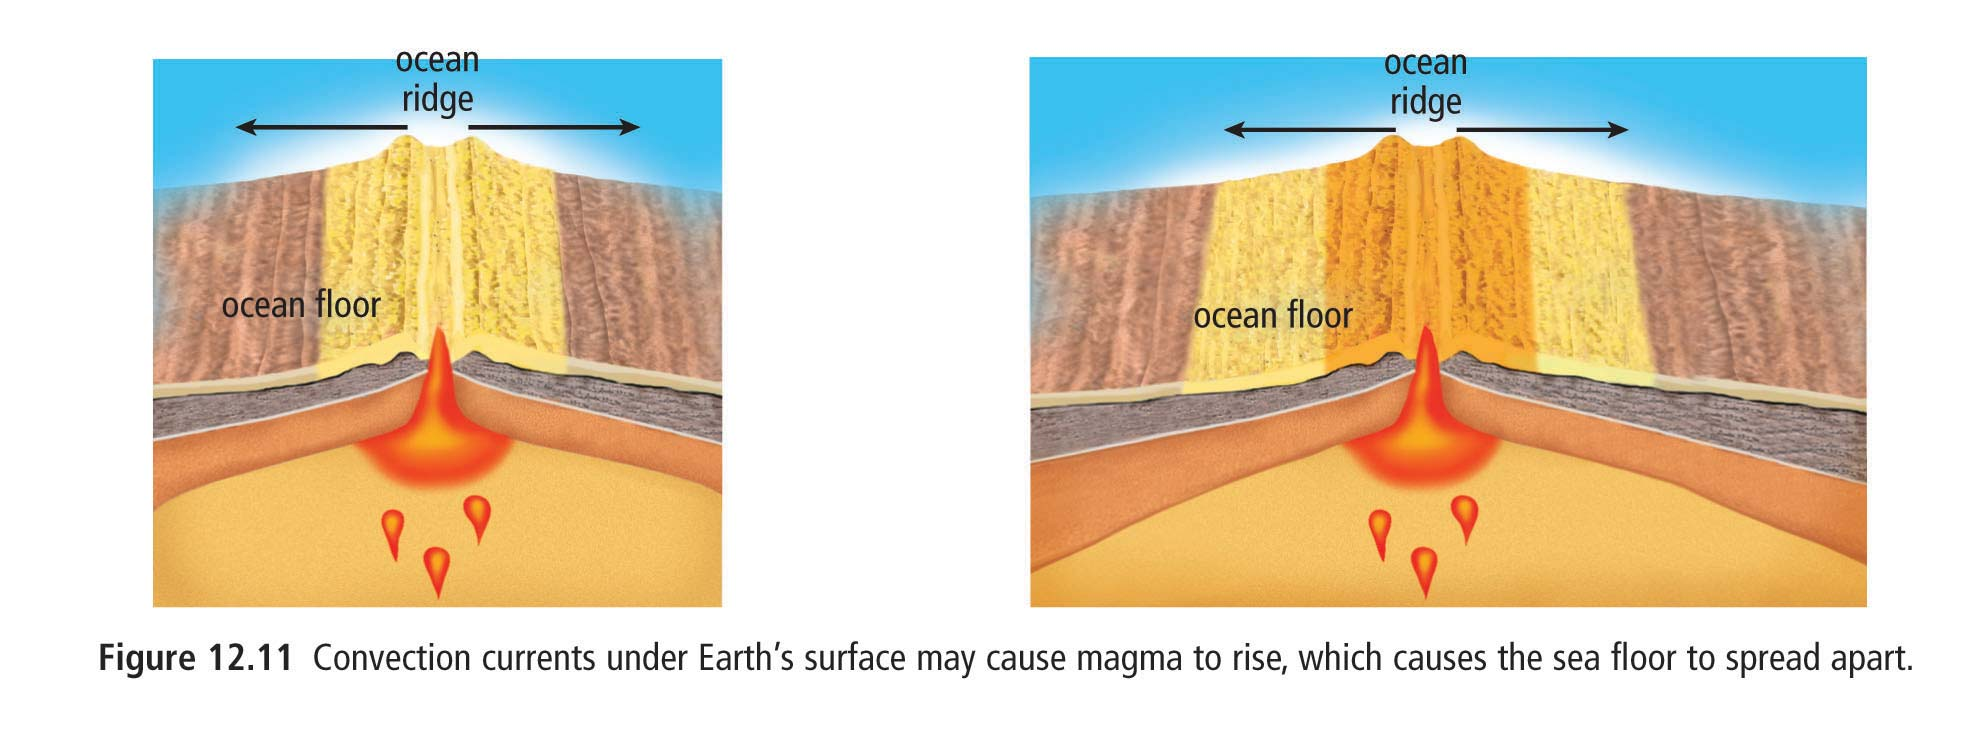 ocean
ridge
ocean floor
ocean
ridge
ocean floor
Figure 12.11 Convection currents under Earth's surface may cause magma to rise, which causes the sea floor to spread apart.